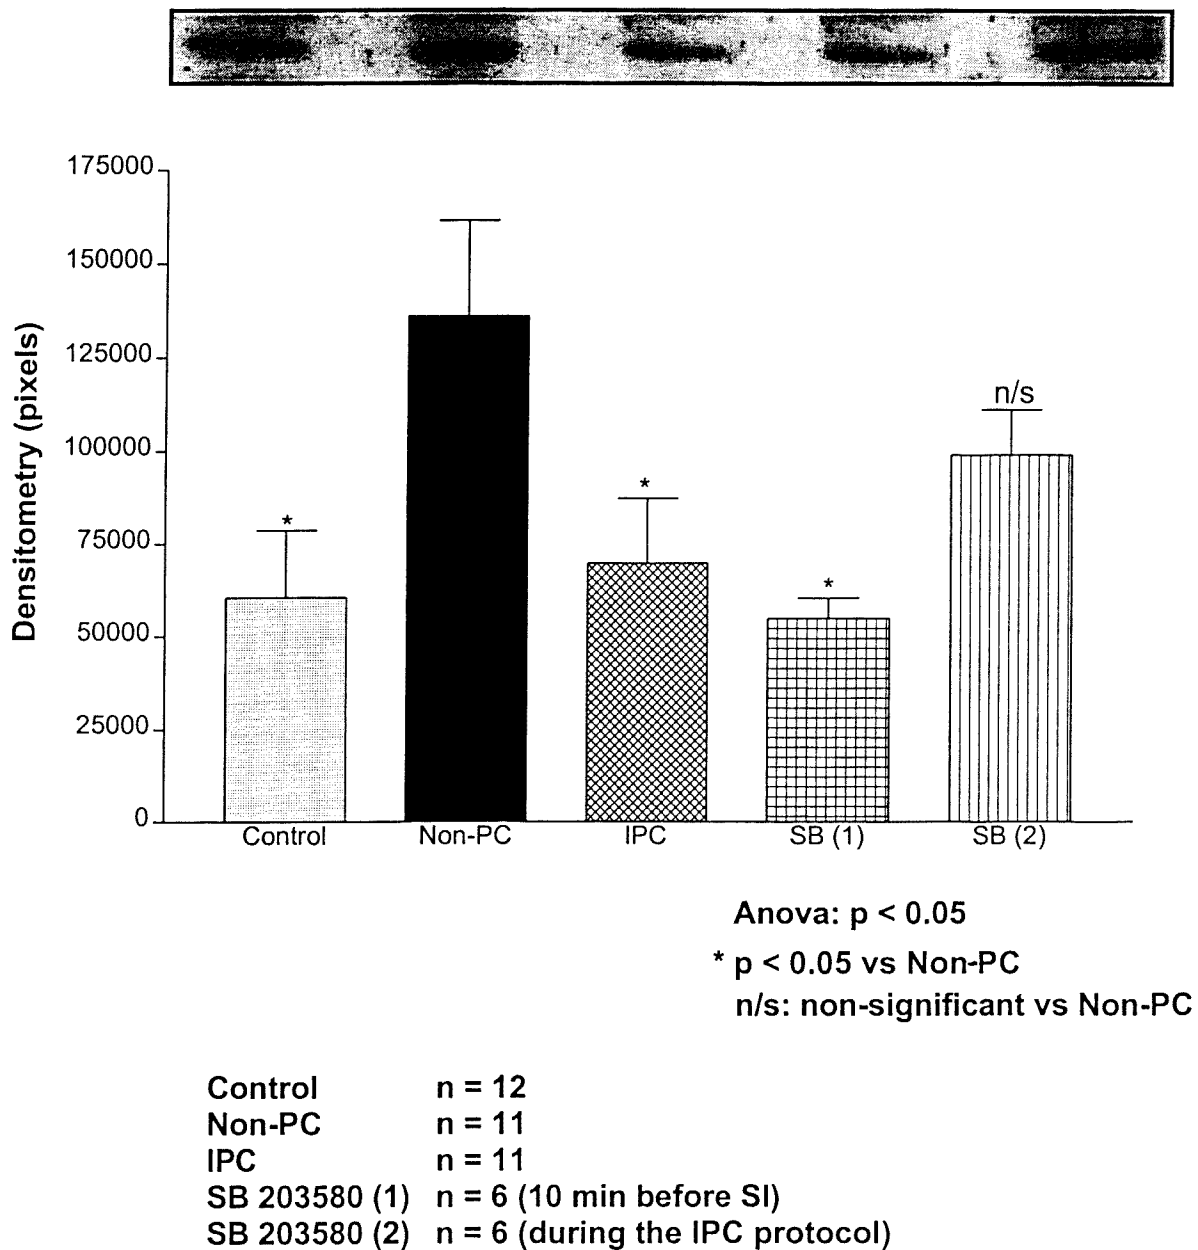 175000
150000
125000
100000
75000
50000
25000
0
Densitometry (pixels)
*
*
*
n/s
Control Non-PC IPC SB (1) SB (2)
Anova: p < 0.05
* p < 0.05 vs Non-PC
n/s: non-significant vs Non-PC
Control n = 12
Non-PC n = 11
IPC n = 11
SB 203580 (1) n = 6 (10 min before SI)
SB 203580 (2) n = 6 (during the IPC protocol)